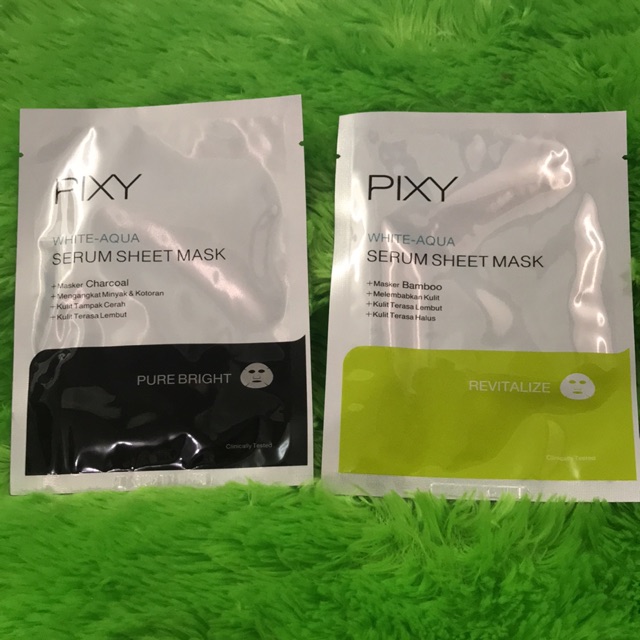 PIXY
WHITE-AQUA
SERUM SHEET MASK
+ Masker Charcoal
+ Mengangkat Minyak & Kotoran
+ Kulit Tampak Cerah
+ Kulit Terasa Lembut
PURE BRIGHT
Clinically Tested
PIXY
WHITE-AQUA
SERUM SHEET MASK
+ Masker Bamboo
+ Melembabkan Kulit
+ Kulit Terasa Lembut
+ Kulit Terasa Halus
REVITALIZE
Clinically Tested